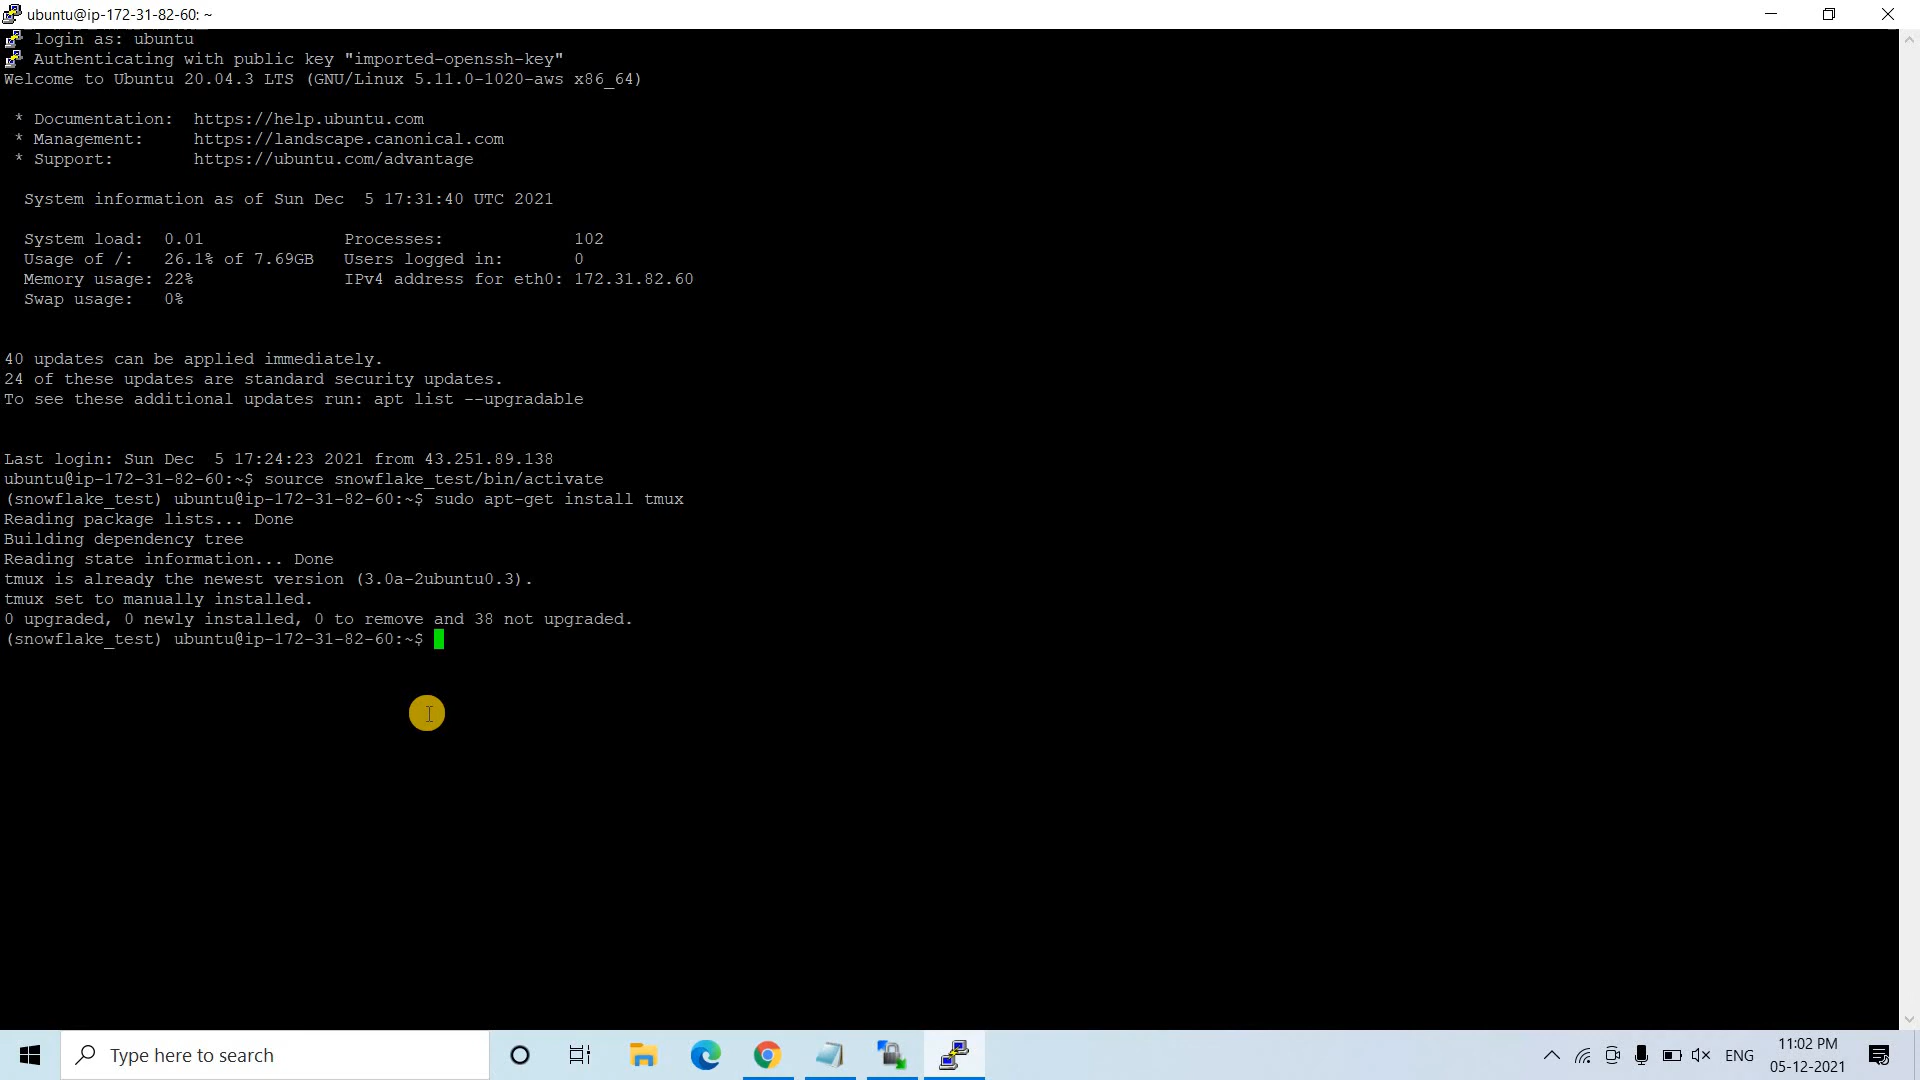 ubuntu@ip-172-31-82-60: ~
login as: ubuntu
Authenticating with public key "imported-openssh-key"
Welcome to Ubuntu 20.04.3 LTS (GNU/Linux 5.11.0-1020-aws x86_64)
* Documentation:  https://help.ubuntu.com
* Management:     https://landscape.canonical.com
* Support:        https://ubuntu.com/advantage
System information as of Sun Dec  5 17:31:40 UTC 2021
System load:  0.01              Processes:             102
Usage of /:   26.1% of 7.69GB   Users logged in:       0
Memory usage: 22%               IPv4 address for eth0: 172.31.82.60
Swap usage:   0%
40 updates can be applied immediately.
24 of these updates are standard security updates.
To see these additional updates run: apt list --upgradable
Last login: Sun Dec  5 17:24:23 2021 from 43.251.89.138
ubuntu@ip-172-31-82-60:~$ source snowflake_test/bin/activate
(snowflake_test) ubuntu@ip-172-31-82-60:~$ sudo apt-get install tmux
Reading package lists... Done
Building dependency tree
Reading state information... Done
tmux is already the newest version (3.0a-2ubuntu0.3).
tmux set to manually installed.
0 upgraded, 0 newly installed, 0 to remove and 38 not upgraded.
(snowflake_test) ubuntu@ip-172-31-82-60:~$
Type here to search
ENG
11:02 PM
05-12-2021